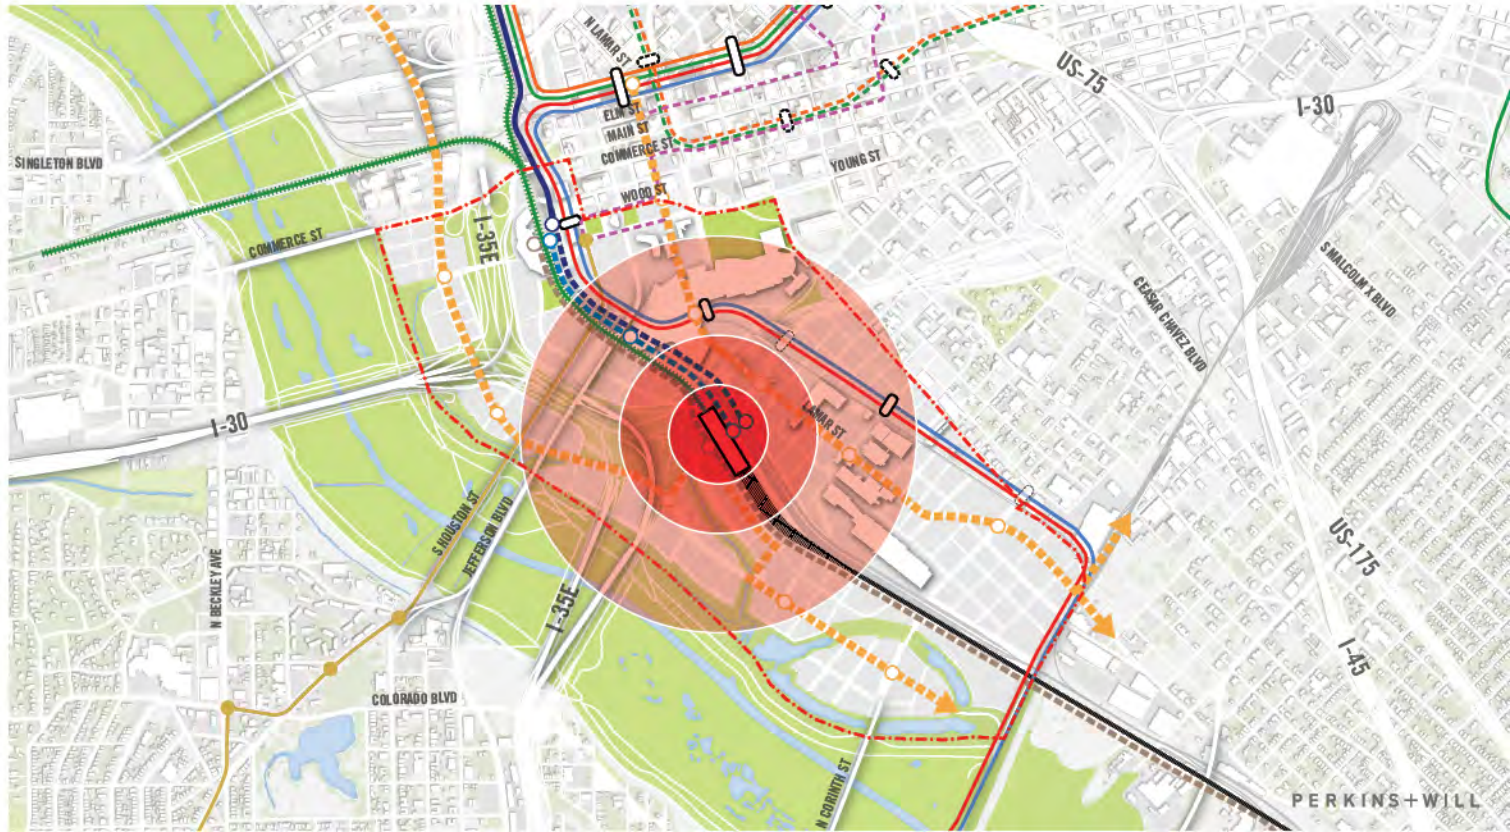 N LAMAR ST
US-75
I-30
ELM ST
MAIN ST
COMMERCE ST
SINGLETON BLVD
YOUNG ST
WOOD ST
COMMERCE ST
I-35E
S MALCOLM X BLVD
CEASAR CHAVEZ BLVD
I-30
LAMAR ST
S HOUSTON ST
JEFFERSON BLVD
N BECKLEY AVE
I-35E
US-175
I-45
COLORADO BLVD
N CORINTH ST
PERKINS+WILL